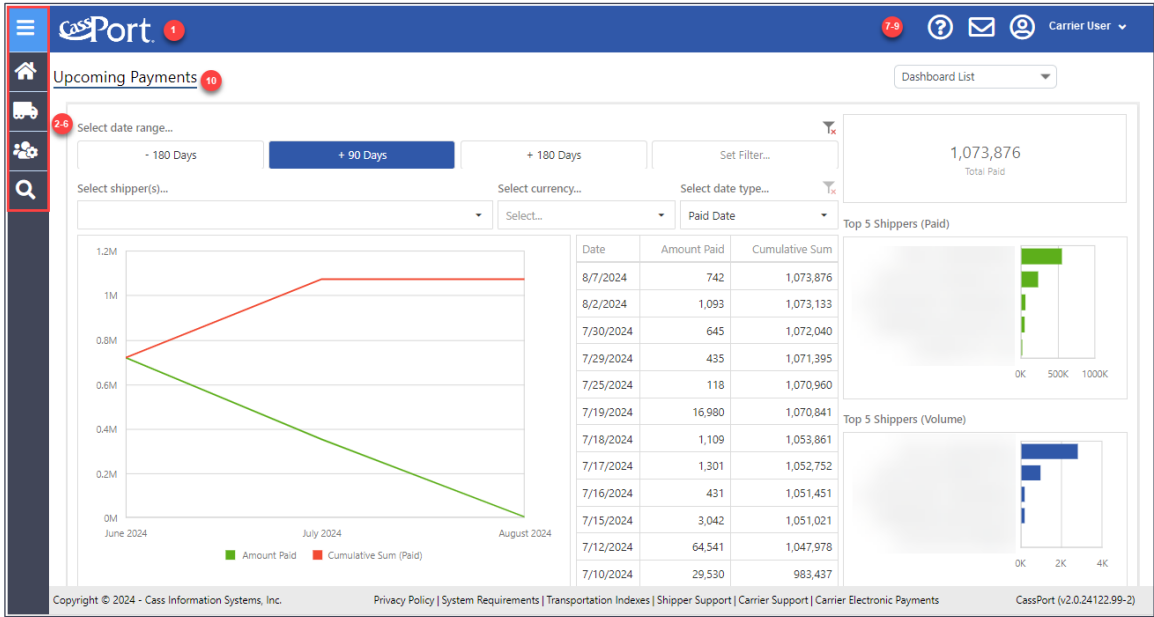 CassPort. 1
7-9
Carrier User
Upcoming Payments 10
Dashboard List
2-6
Select date range...
- 180 Days + 90 Days + 180 Days Set Filter...
1,073,876
Total Paid
Select shipper(s)... Select currency... Select date type...
Select... Paid Date
Top 5 Shippers (Paid)
1.2M
1M
0.8M
0.6M
0.4M
0.2M
0M
June 2024 July 2024 August 2024
Amount Paid Cumulative Sum (Paid)
Date Amount Paid Cumulative Sum
8/7/2024 742 1,073,876
8/2/2024 1,093 1,073,133
7/30/2024 645 1,072,040
7/29/2024 435 1,071,395
7/25/2024 118 1,070,960
7/19/2024 16,980 1,070,841
7/18/2024 1,109 1,053,861
7/17/2024 1,301 1,052,752
7/16/2024 431 1,051,451
7/15/2024 3,042 1,051,021
7/12/2024 64,541 1,047,978
7/10/2024 29,530 983,437
0K 500K 1000K
Top 5 Shippers (Volume)
0K 2K 4K
Copyright © 2024 - Cass Information Systems, Inc. Privacy Policy | System Requirements | Transportation Indexes | Shipper Support | Carrier Support | Carrier Electronic Payments CassPort (v2.0.24122.99-2)